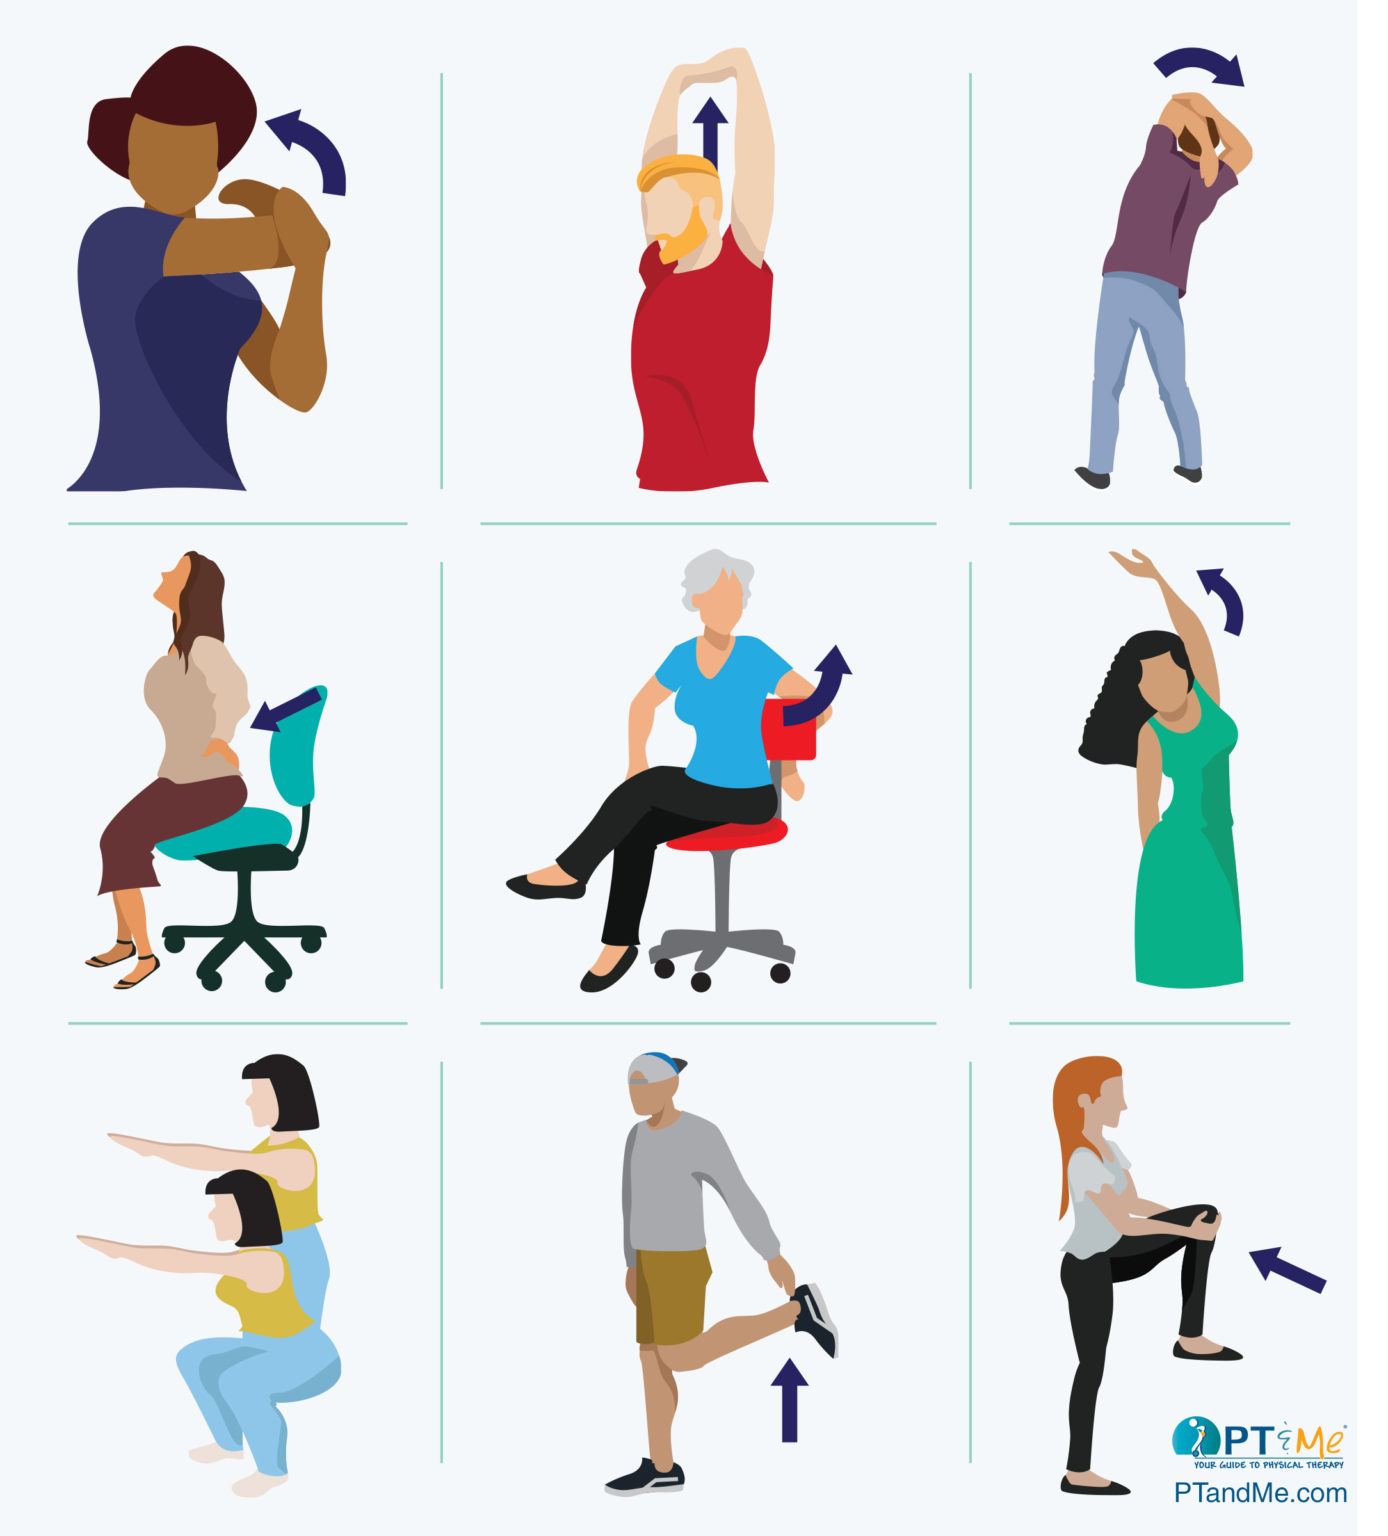 PT & Me®
YOUR GUIDE TO PHYSICAL THERAPY
PTandMe.com